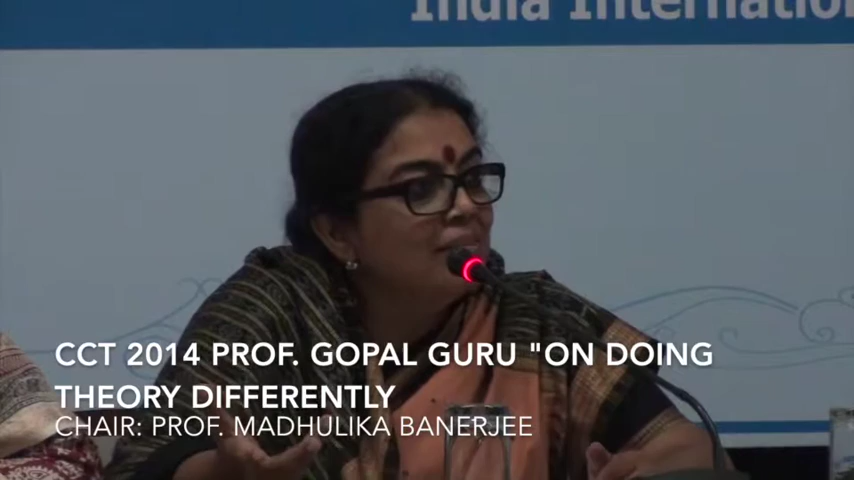 India Internation
CCT 2014 PROF. GOPAL GURU "ON DOING
THEORY DIFFERENTLY
CHAIR: PROF. MADHULIKA BANERJEE